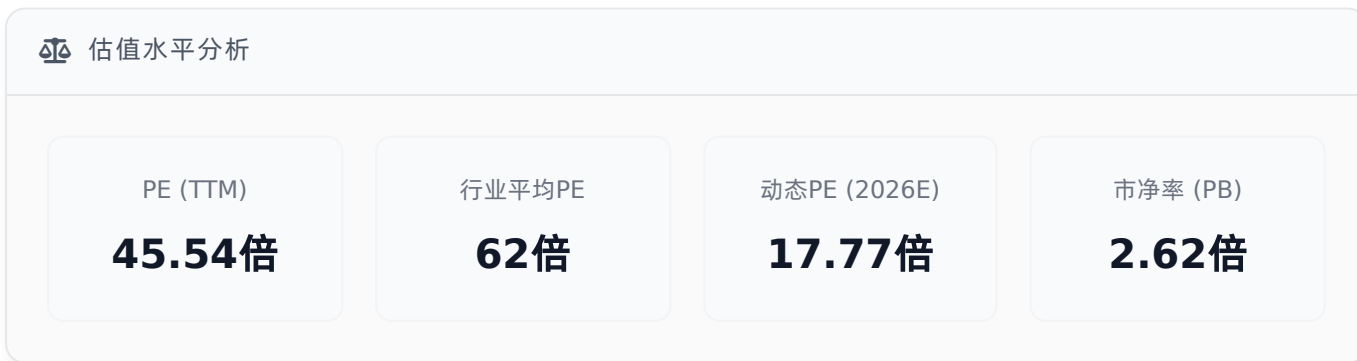 估值水平分析
PE (TTM)
45.54倍
行业平均PE
62倍
动态PE (2026E)
17.77倍
市净率 (PB)
2.62倍